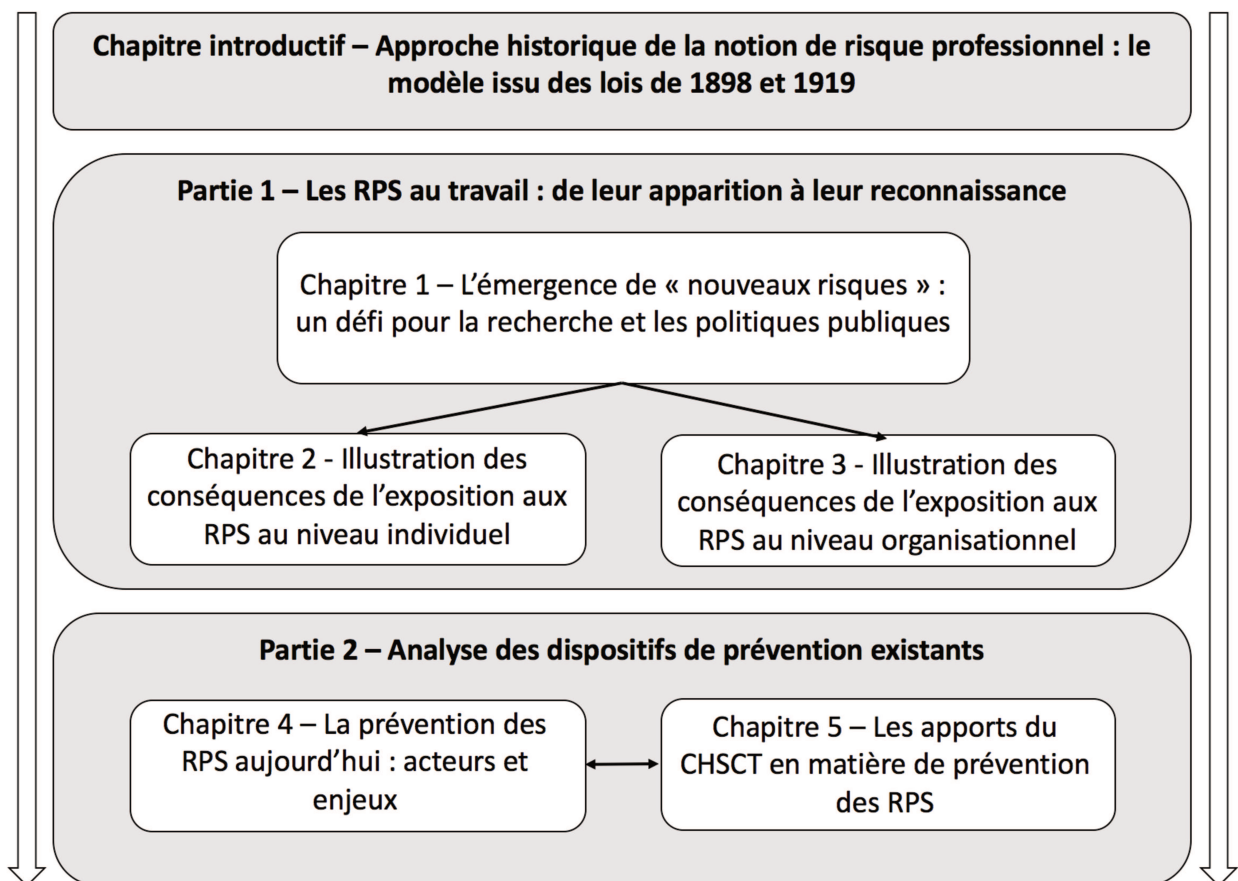 Chapitre introductif – Approche historique de la notion de risque professionnel : le
modèle issu des lois de 1898 et 1919
Partie 1 – Les RPS au travail : de leur apparition à leur reconnaissance
Chapitre 1 – L’émergence de « nouveaux risques » :
un défi pour la recherche et les politiques publiques
Chapitre 2 - Illustration des
conséquences de l’exposition aux
RPS au niveau individuel
Chapitre 3 - Illustration des
conséquences de l’exposition aux
RPS au niveau organisationnel
Partie 2 – Analyse des dispositifs de prévention existants
Chapitre 4 – La prévention des
RPS aujourd’hui : acteurs et
enjeux
Chapitre 5 – Les apports du
CHSCT en matière de prévention
des RPS